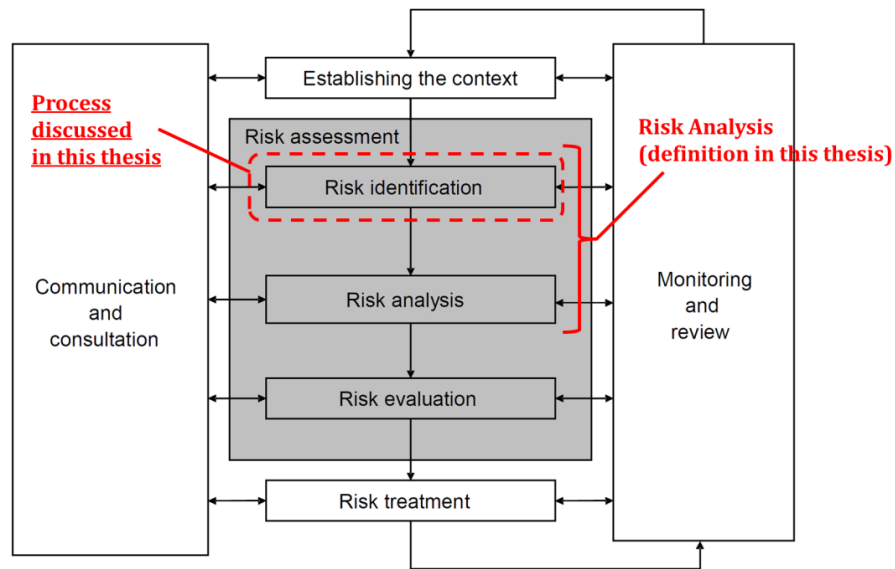 Establishing the context
Process
discussed
in this thesis
Risk assessment
Risk Analysis
(definition in this thesis)
Risk identification
Communication
and
consultation
Risk analysis
Monitoring
and
review
Risk evaluation
Risk treatment